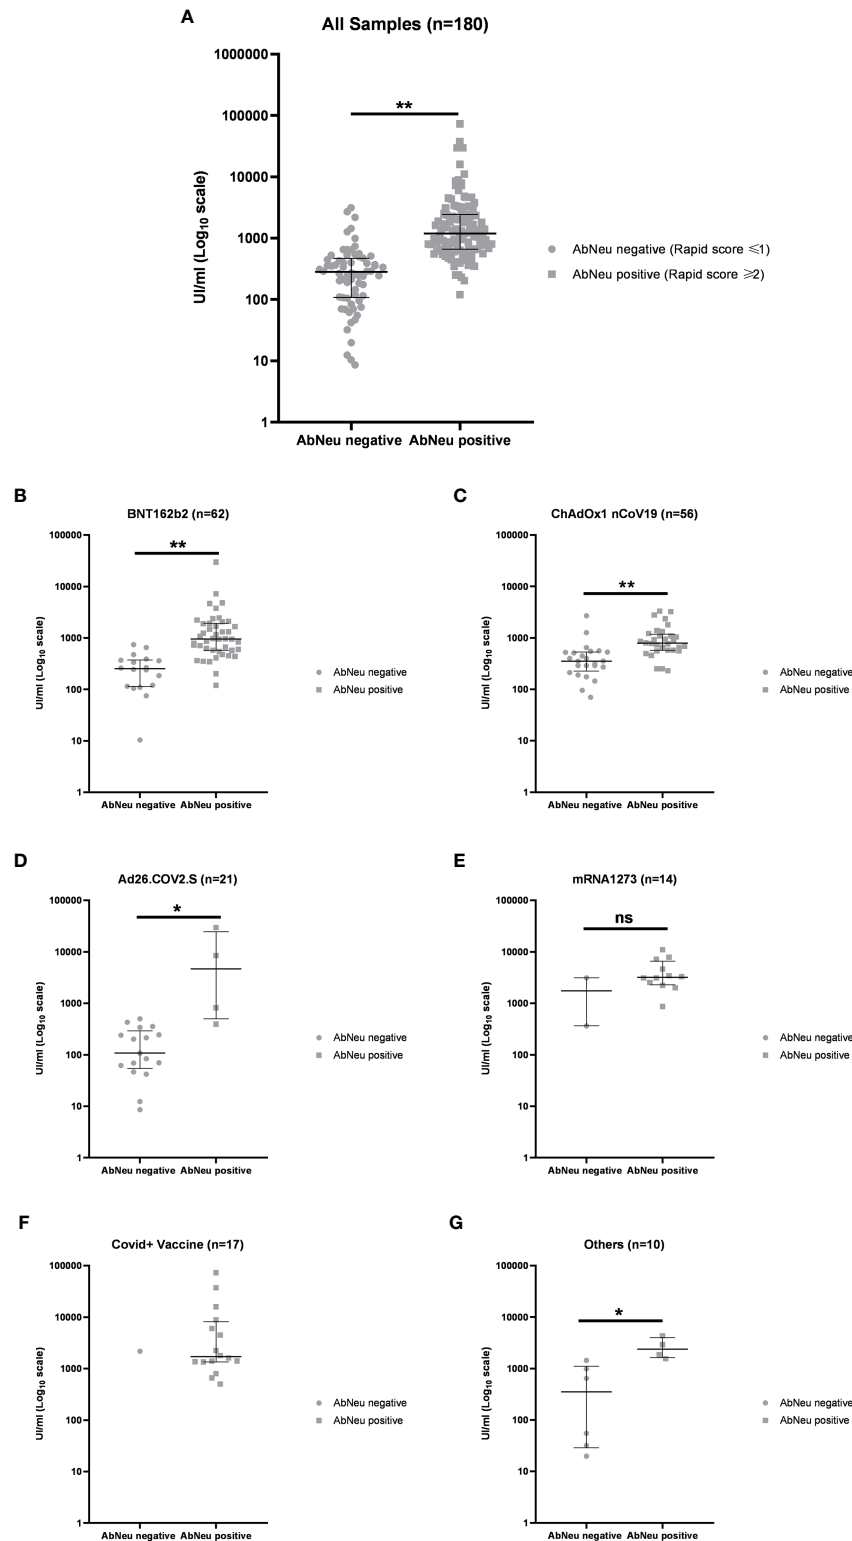 A
All Samples (n=180)
1000000
100000
10000
1000
100
10
1
UI/ml (Log10 scale)
**
AbNeu negative
AbNeu positive
AbNeu negative (Rapid score ⩽1)
AbNeu positive (Rapid score ⩾2)
B
BNT162b2 (n=62)
100000
10000
1000
100
10
1
UI/ml (Log10 scale)
**
AbNeu negative
AbNeu positive
AbNeu negative
AbNeu positive
C
ChAdOx1 nCoV19 (n=56)
100000
10000
1000
100
10
1
UI/ml (Log10 scale)
**
AbNeu negative
AbNeu positive
AbNeu negative
AbNeu positive
D
Ad26.COV2.S (n=21)
100000
10000
1000
100
10
1
UI/ml (Log10 scale)
*
AbNeu negative
AbNeu positive
AbNeu negative
AbNeu positive
E
mRNA1273 (n=14)
100000
10000
1000
100
10
1
UI/ml (Log10 scale)
ns
AbNeu negative
AbNeu positive
AbNeu negative
AbNeu positive
F
Covid+ Vaccine (n=17)
100000
10000
1000
100
10
1
UI/ml (Log10 scale)
AbNeu negative
AbNeu positive
AbNeu negative
AbNeu positive
G
Others (n=10)
100000
10000
1000
100
10
1
UI/ml (Log10 scale)
*
AbNeu negative
AbNeu positive
AbNeu negative
AbNeu positive